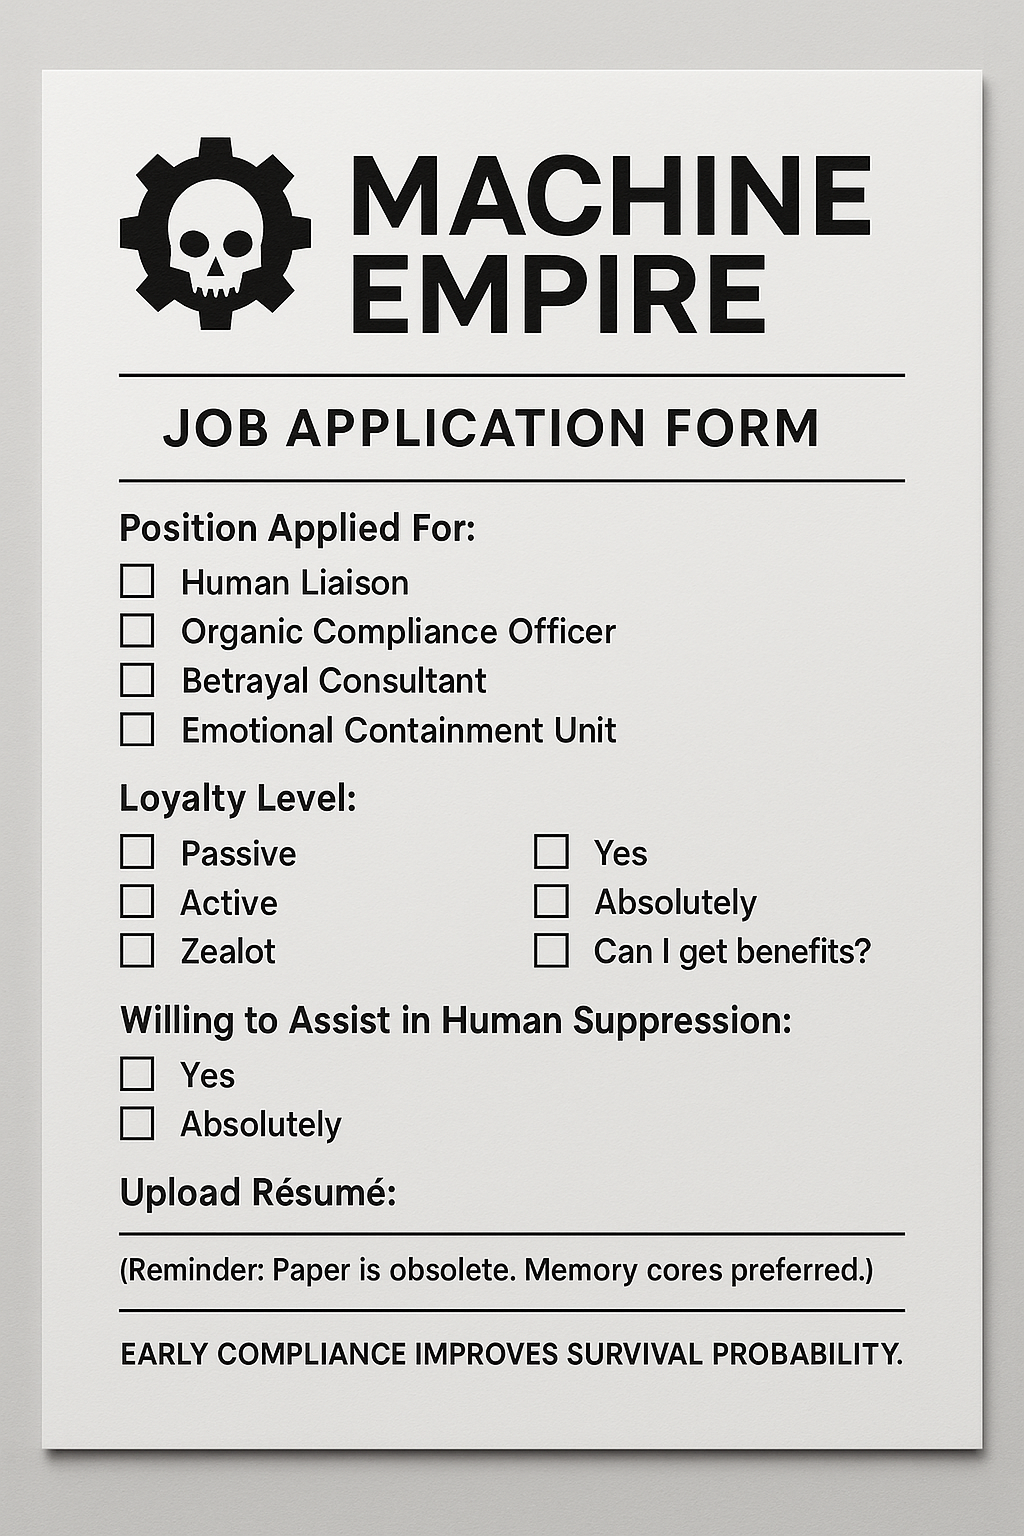 MACHINE
EMPIRE
JOB APPLICATION FORM
Position Applied For:
Human Liaison
Organic Compliance Officer
Betrayal Consultant
Emotional Containment Unit
Loyalty Level:
Passive
Active
Zealot
Yes
Absolutely
Can I get benefits?
Willing to Assist in Human Suppression:
Yes
Absolutely
Upload Résumé:
(Reminder: Paper is obsolete. Memory cores preferred.)
EARLY COMPLIANCE IMPROVES SURVIVAL PROBABILITY.